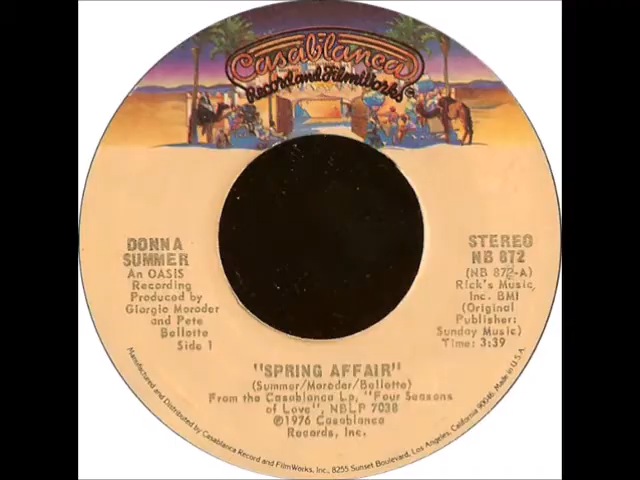 Casablanca
Record and FilmWorks
DONNA
SUMMER
An OASIS
Recording
Produced by
Giorgio Moroder
and Pete
Bellotte
Side 1
STEREO
NB 872
(NB 872-A)
Rick's Music,
Inc. BMI
(Original
Publisher:
Sunday Music)
Time: 3:39
"SPRING AFFAIR"
(Summer/Moroder/Bellotte)
From the Casablanca Lp, "Four Seasons
of Love", NBLP 7038
©1976 Casablanca
Records, Inc.
Manufactured and Distributed by Casablanca Record and FilmWorks, Inc., 8255 Sunset Boulevard, Los Angeles, California 90046. Made in U.S.A.